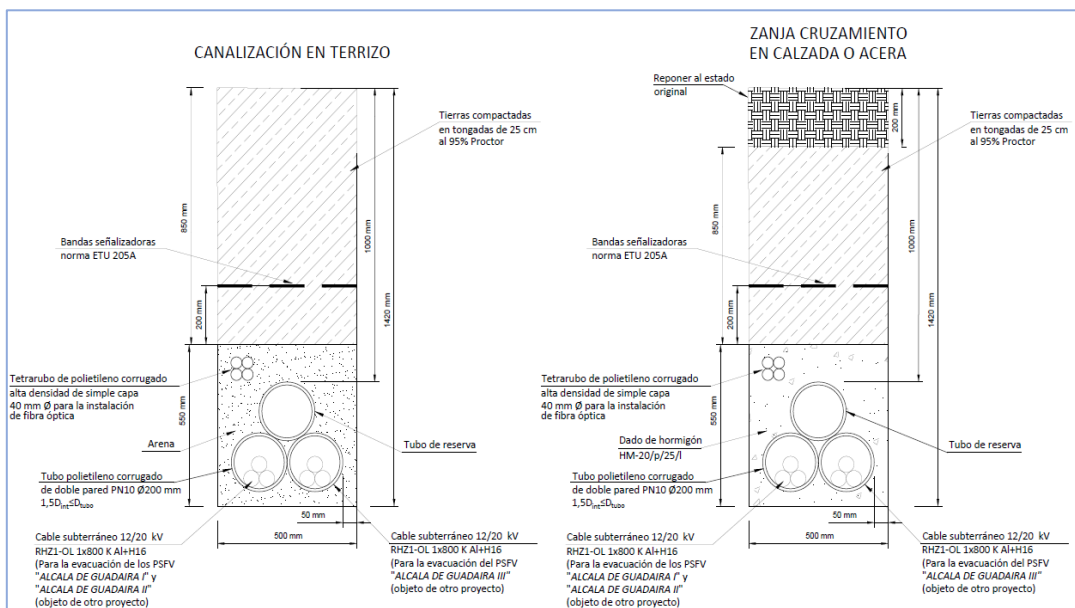 CANALIZACIÓN EN TERRIZO
850 mm
200 mm
550 mm
1000 mm
1420 mm
Tierras compactadas
en tongadas de 25 cm
al 95% Proctor
Bandas señalizadoras
norma ETU 205A
Tetrarubo de polietileno corrugado
alta densidad de simple capa
40 mm Ø para la instalación
de fibra óptica
Arena
Tubo de reserva
Tubo polietileno corrugado
de doble pared PN10 Ø200 mm
1,5Dint≤Dtubo
50 mm
500 mm
Cable subterráneo 12/20 kV
RHZ1-OL 1x800 K Al+H16
(Para la evacuación de los PSFV
"ALCALA DE GUADAIRA I" y
"ALCALA DE GUADAIRA II"
(objeto de otro proyecto)
Cable subterráneo 12/20 kV
RHZ1-OL 1x800 K Al+H16
(Para la evacuación del PSFV
"ALCALA DE GUADAIRA III"
(objeto de otro proyecto)
ZANJA CRUZAMIENTO
EN CALZADA O ACERA
Reponer al estado
original
200 mm
850 mm
200 mm
550 mm
1000 mm
1420 mm
Tierras compactadas
en tongadas de 25 cm
al 95% Proctor
Bandas señalizadoras
norma ETU 205A
Tetrarubo de polietileno corrugado
alta densidad de simple capa
40 mm Ø para la instalación
de fibra óptica
Dado de hormigón
HM-20/p/25/l
Tubo de reserva
Tubo polietileno corrugado
de doble pared PN10 Ø200 mm
1,5Dint≤Dtubo
50 mm
500 mm
Cable subterráneo 12/20 kV
RHZ1-OL 1x800 K Al+H16
(Para la evacuación de los PSFV
"ALCALA DE GUADAIRA I" y
"ALCALA DE GUADAIRA II"
(objeto de otro proyecto)
Cable subterráneo 12/20 kV
RHZ1-OL 1x800 K Al+H16
(Para la evacuación del PSFV
"ALCALA DE GUADAIRA III"
(objeto de otro proyecto)